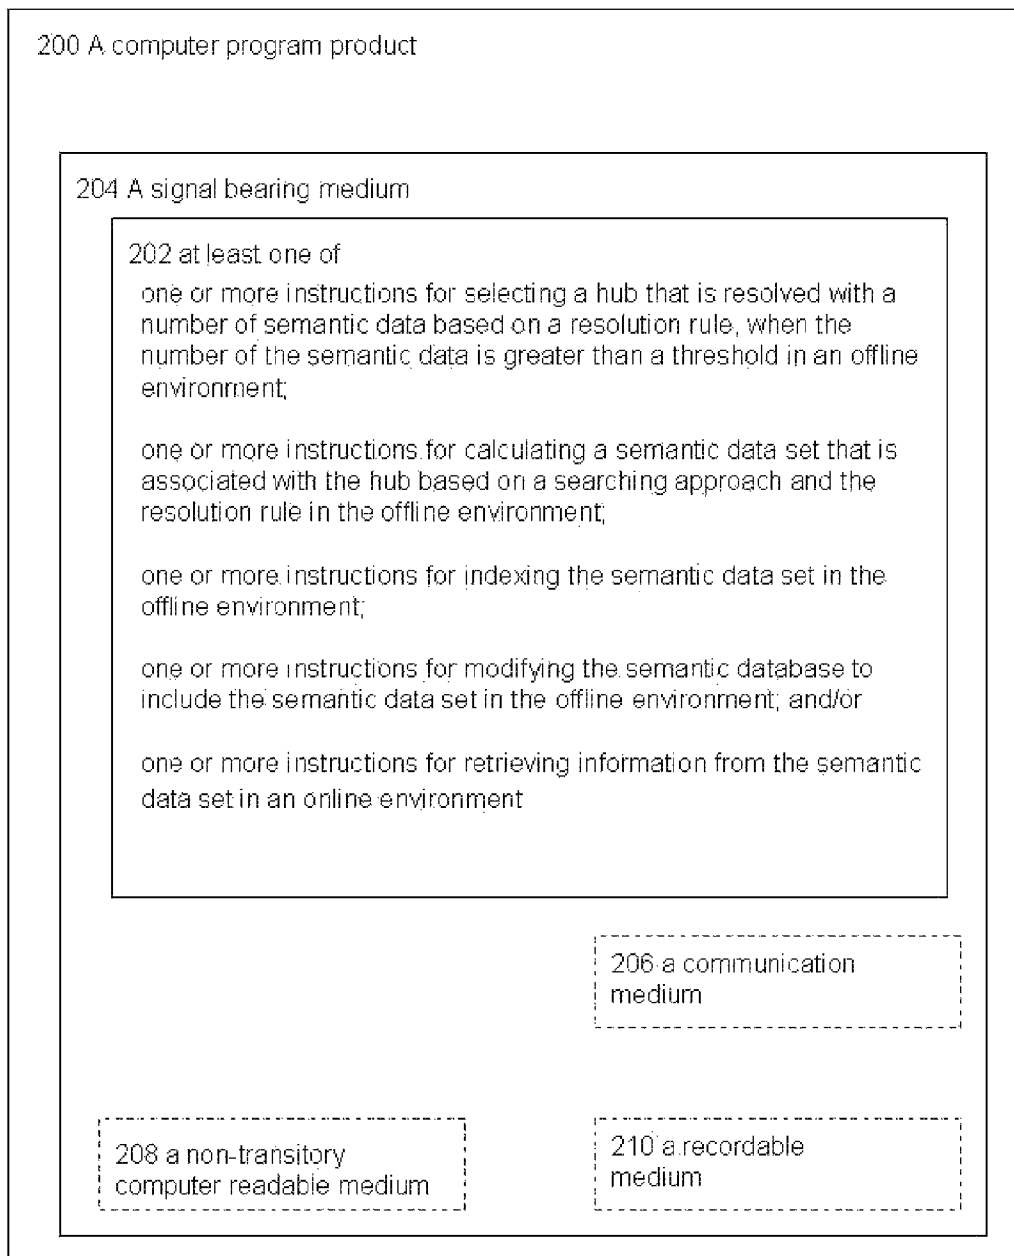 200 A computer program product
204 A signal bearing medium
202 at least one of
one or more instructions for selecting a hub that is resolved with a
number of semantic data based on a resolution rule, when the
number of the semantic data is greater than a threshold in an offline
environment;
one or more instructions for calculating a semantic data set that is
associated with the hub based on a searching approach and the
resolution rule in the offline environment;
one or more instructions for indexing the semantic data set in the
offline environment;
one or more instructions for modifying the semantic database to
include the semantic data set in the offline environment; and/or
one or more instructions for retrieving information from the semantic
data set in an online environment
206 a communication
medium
208 a non-transitory
computer readable medium
210 a recordable
medium